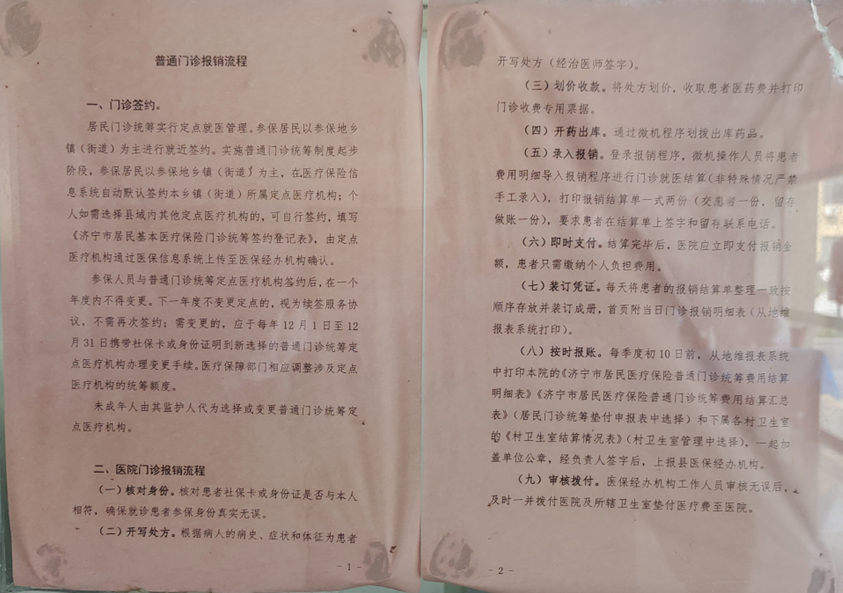 普通门诊报销流程
一、门诊签约。
居民门诊统筹实行定点就医管理。参保居民以参保地乡
镇（街道）为主进行就近签约。实施普通门诊统筹制度起步
阶段，参保居民以参保地乡镇（街道）为主，在医疗保险信
息系统自动默认签约本乡镇（街道）所属定点医疗机构；个
人如需选择县域内其他定点医疗机构的，可自行签约，填写
《济宁市居民基本医疗保险门诊统筹签约登记表》，由定点
医疗机构通过医保信息系统上传至医保经办机构确认。
参保人员与普通门诊统筹定点医疗机构签约后，在一个
年度内不得变更。下一年度不变更定点的，视为续签服务协
议，不需再次签约；需变更的，应于每年12月1日至12
月31日携带社保卡或身份证明到新选择的普通门诊统筹定
点医疗机构办理变更手续。医疗保障部门相应调整涉及定点
医疗机构的统筹额度。
未成年人由其监护人代为选择或变更普通门诊统筹定
点医疗机构。
二、医院门诊报销流程
（一）核对身份。核对患者社保卡或身份证是否与本人
相符，确保就诊患者参保身份真实无误。
（二）开写处方。根据病人的病史、症状和体征为患者
- 1 -
开写处方（经治医师签字）。
（三）划价收款。将处方划价，收取患者医药费并打印
门诊收费专用票据。
（四）开药出库。通过微机程序划拨出库药品。
（五）录入报销。登录报销程序，微机操作人员将患者
费用明细导入报销程序进行门诊就医结算（非特殊情况严禁
手工录入），打印报销结算单一式两份（交患者一份，留存
做账一份），要求患者在结算单上签字和留存联系电话。
（六）即时支付。结算完毕后，医院应立即支付报销金
额，患者只需缴纳个人负担费用。
（七）装订凭证。每天将患者的报销结算单整理一致按
顺序存放并装订成册，首页附当日门诊报销明细表（从地维
报表系统打印）。
（八）按时报账。每季度初10日前，从地维报表系统
中打印本院的《济宁市居民医疗保险普通门诊统筹费用结算
明细表》《济宁市居民医疗保险普通门诊统筹费用结算汇总
表》（居民门诊统筹垫付申报表中选择）和下属各村卫生室
的《村卫生室结算情况表》（村卫生室管理中选择），一起加
盖单位公章，经负责人签字后，上报县医保经办机构。
（九）审核拨付。医保经办机构工作人员审核无误后，
及时一并拨付医院及所辖卫生室垫付医疗费至医院。
- 2 -